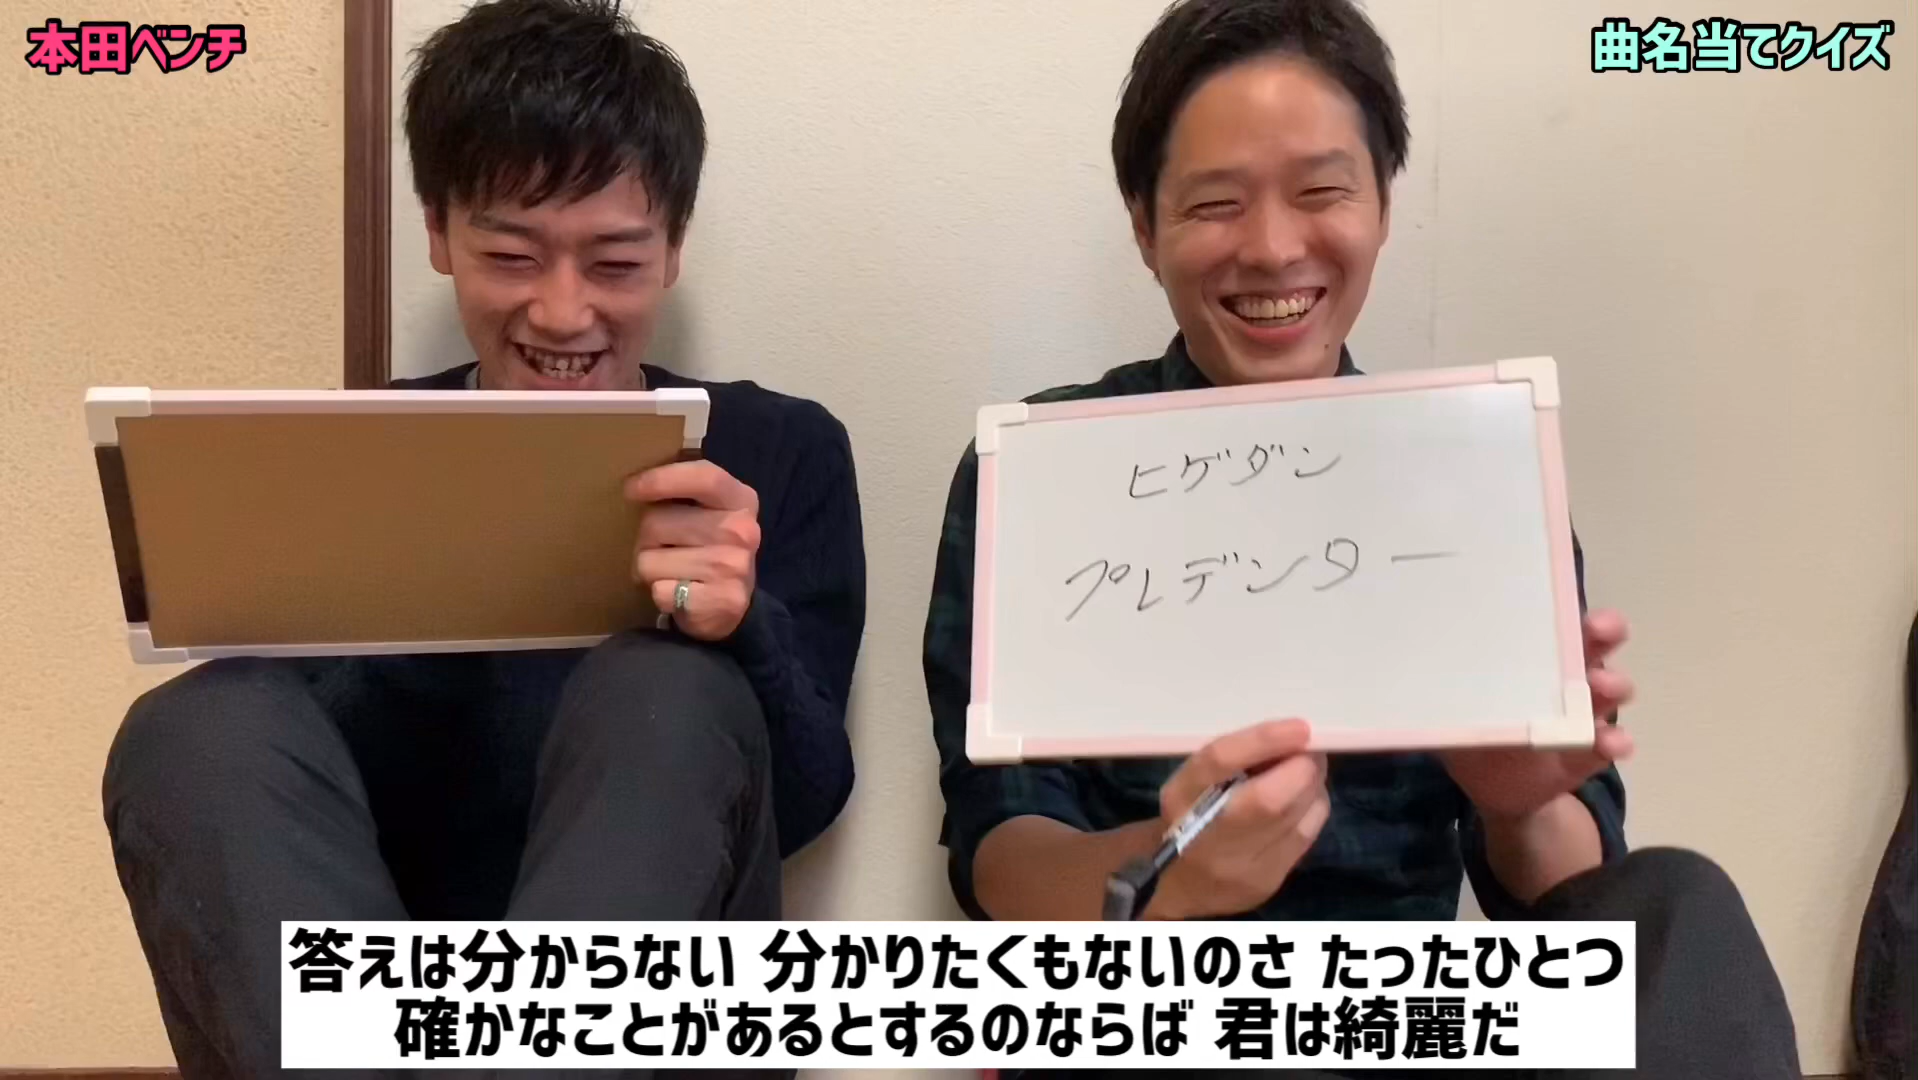 本田ベンチ
曲名当てクイズ
ヒゲダン
プレデンター
答えは分からない 分かりたくもないのさ たったひとつ
確かなことがあるとするのならば 君は綺麗だ